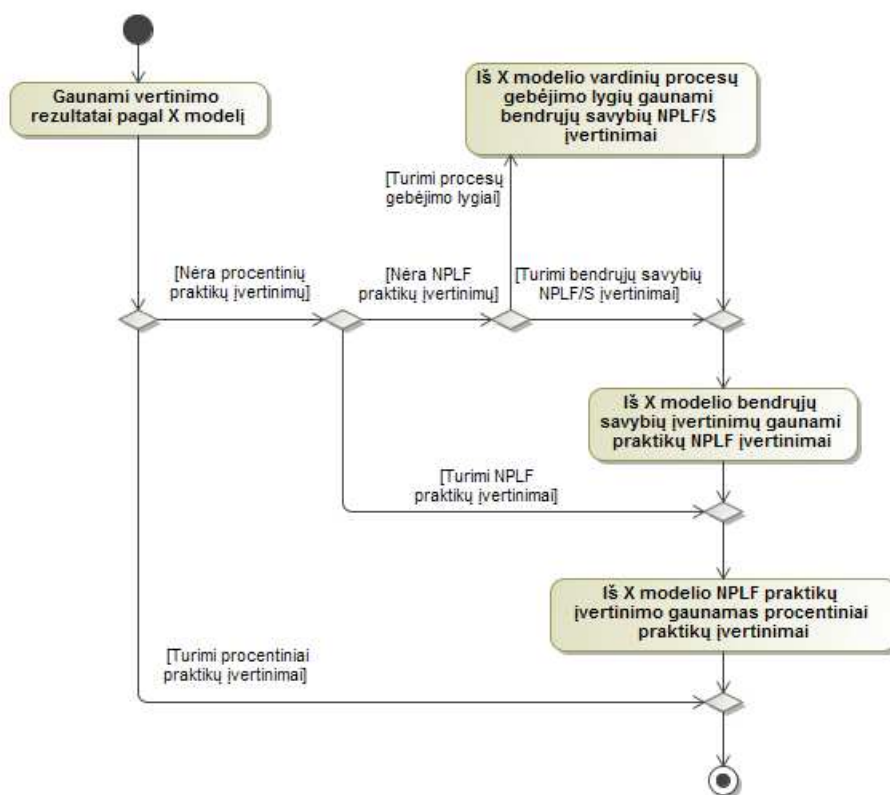 Gaunami vertinimo
rezultatai pagal X modelį
Iš X modelio vardinių procesų
gebėjimo lygių gaunami
bendrųjų savybių NPLF/S
įvertinimai
[Turimi procesų
gebėjimo lygiai]
[Nėra procentinių
praktikų įvertinimų]
[Nėra NPLF
praktikų įvertinimų]
[Turimi bendrųjų savybių
NPLF/S įvertinimai]
Iš X modelio bendrųjų
savybių įvertinimų gaunami
praktikų NPLF įvertinimai
[Turimi NPLF
praktikų įvertinimai]
Iš X modelio NPLF praktikų
įvertinimo gaunamas procentiniai
praktikų įvertinimai
[Turimi procentiniai
praktikų įvertinimai]